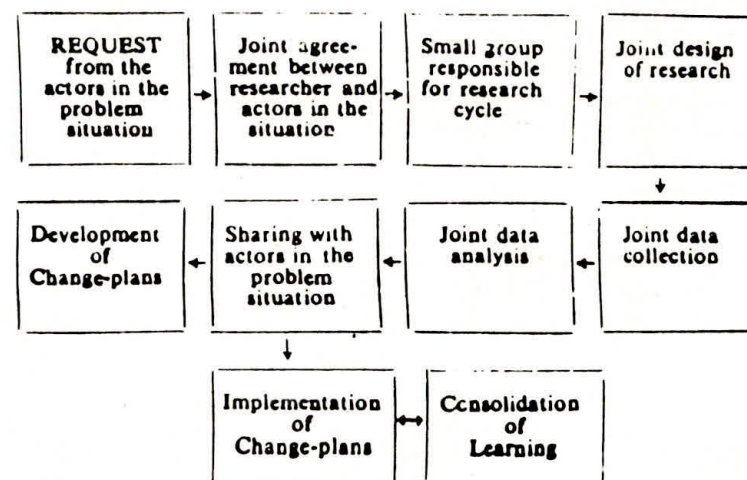 REQUEST
from the
actors in the
problem
situation
Joint agree-
ment between
researcher and
actors in the
situation
Small group
responsible
for research
cycle
Joint design
of research
Joint data
collection
Joint data
analysis
Sharing with
actors in the
problem
situation
Development
of
Change-plans
Implementation
of
Change-plans
Consolidation
of
Learning